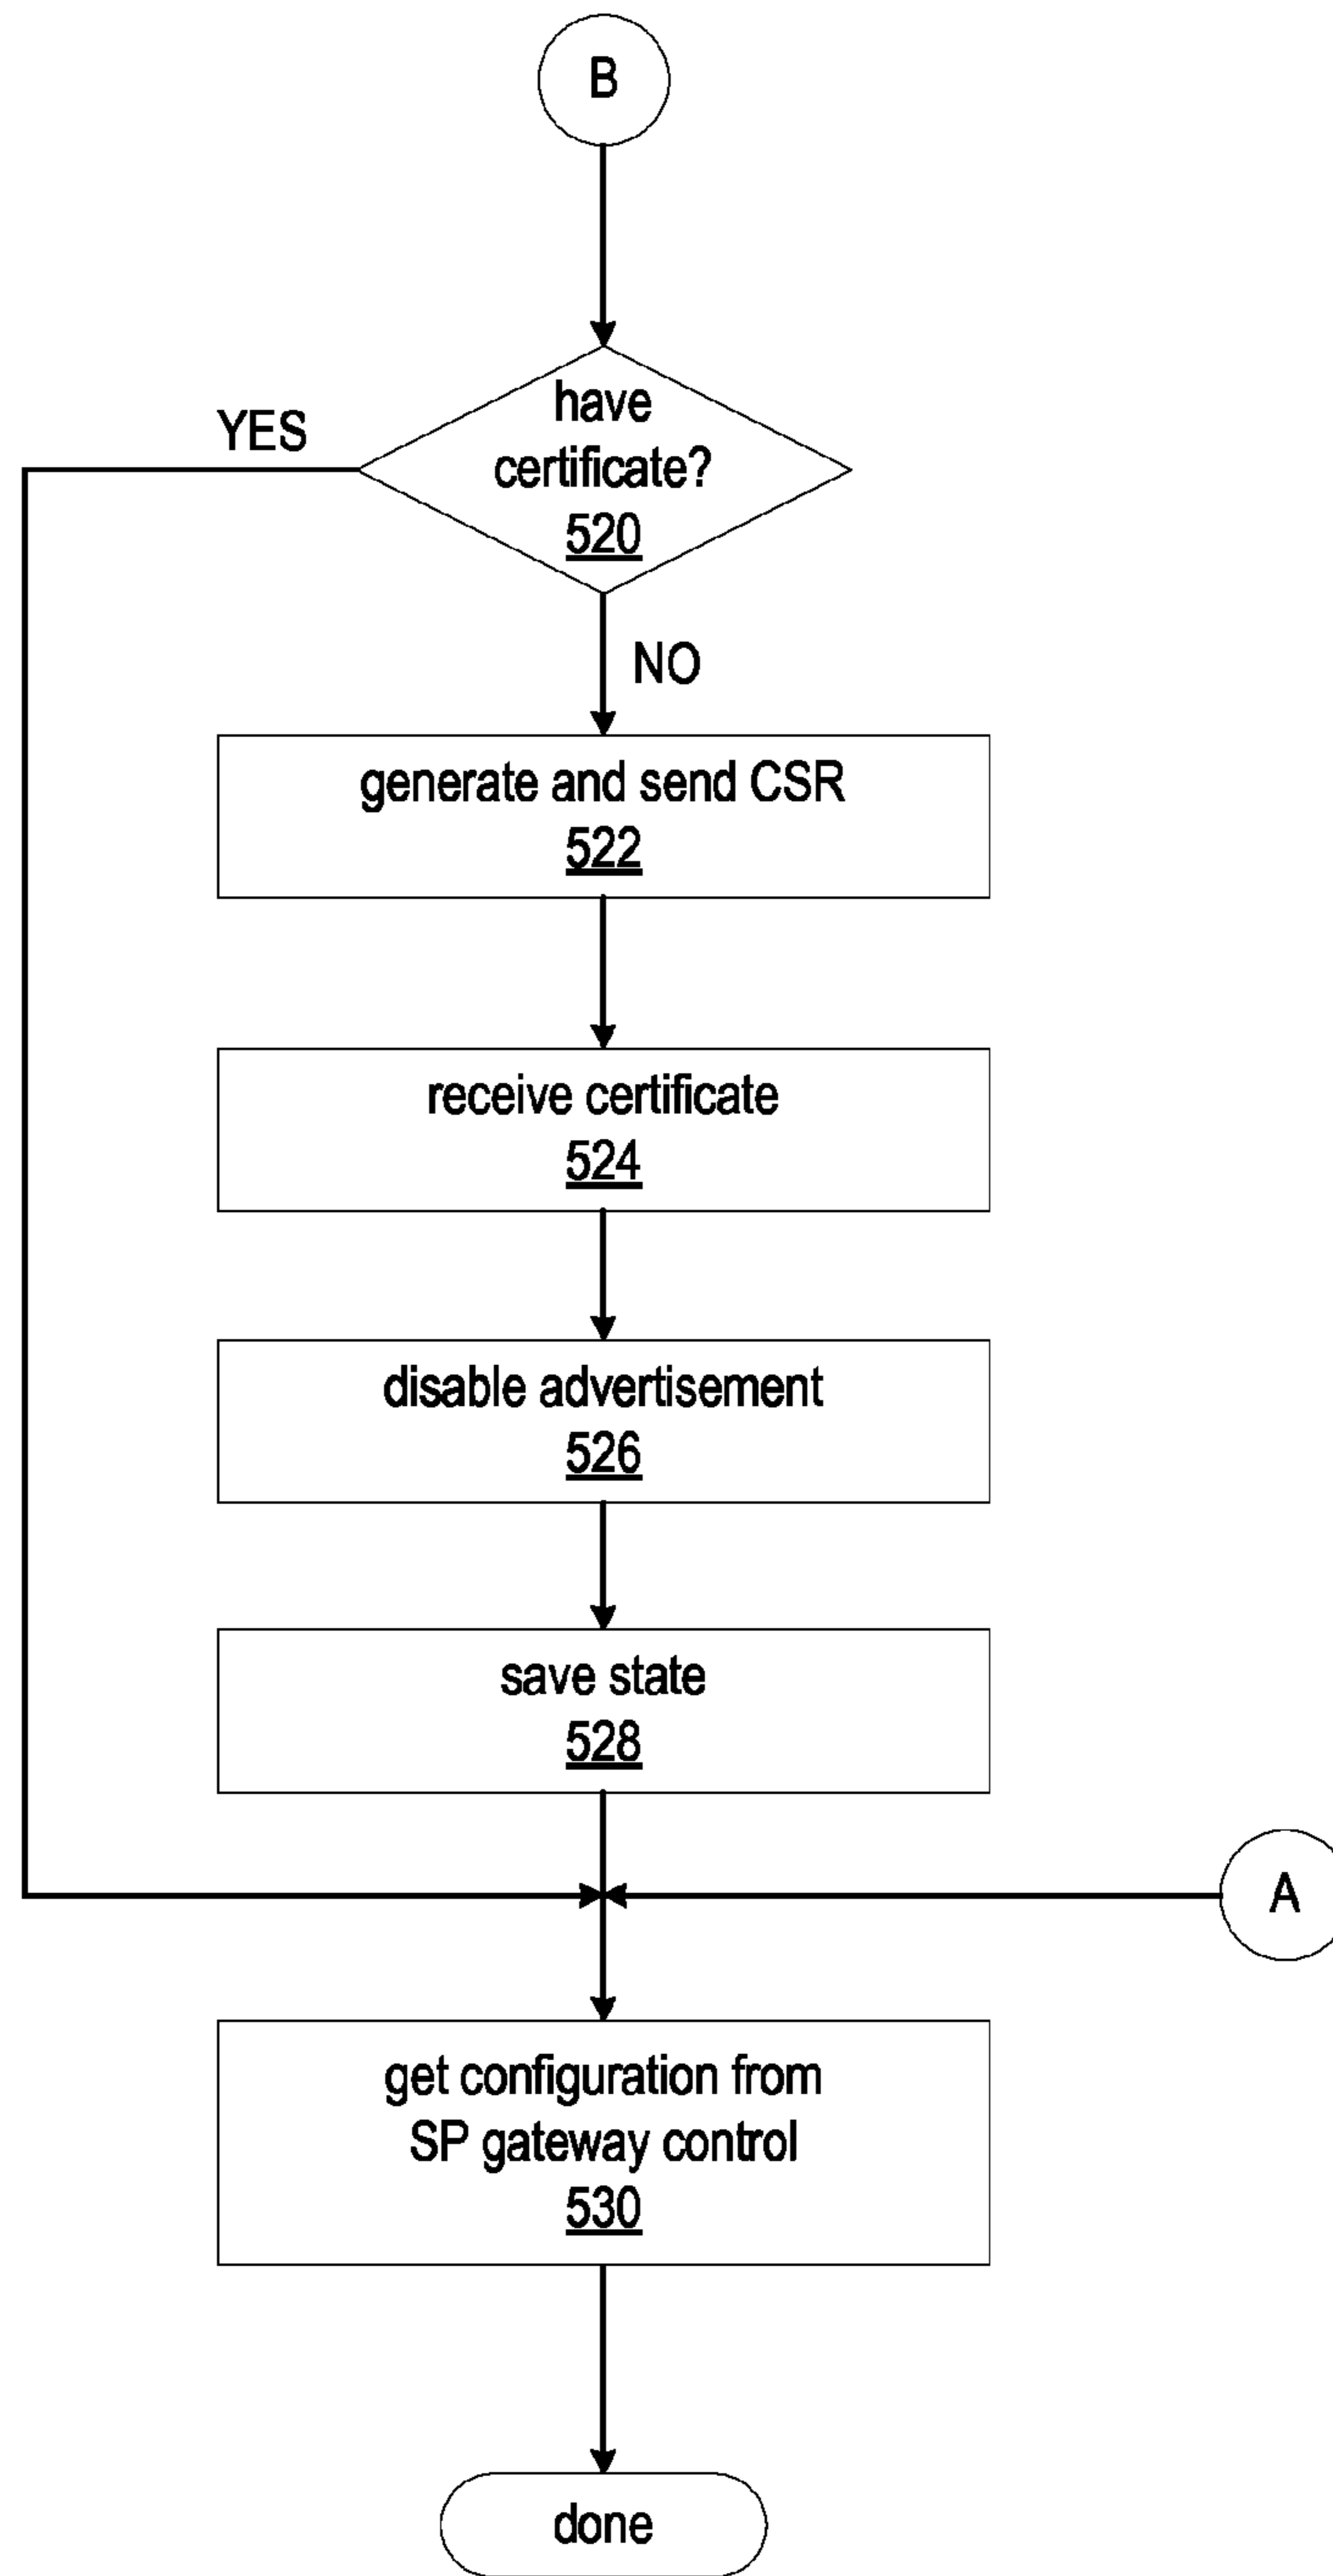 B
have
certificate?
520
YES
NO
generate and send CSR
522
receive certificate
524
disable advertisement
526
save state
528
A
get configuration from
SP gateway control
530
done